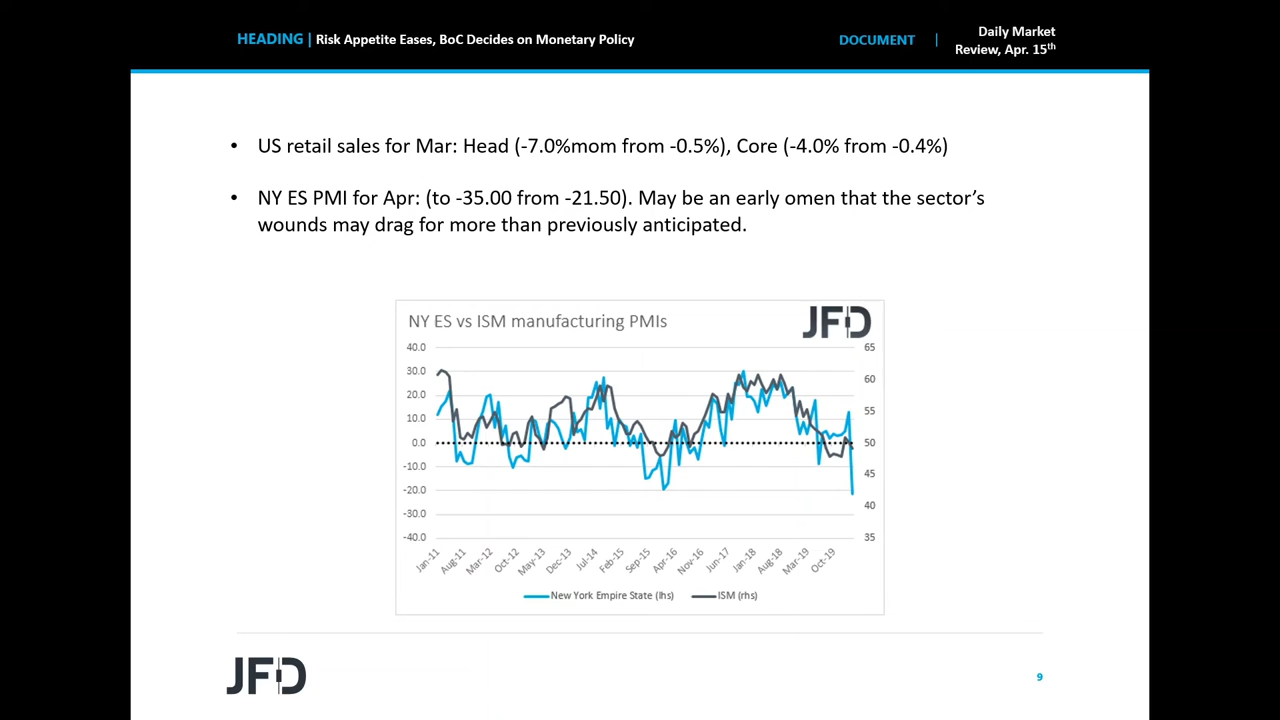 HEADING | Risk Appetite Eases, BoC Decides on Monetary Policy
DOCUMENT |
Daily Market
Review, Apr. 15th
• US retail sales for Mar: Head (-7.0%mom from -0.5%), Core (-4.0% from -0.4%)
• NY ES PMI for Apr: (to -35.00 from -21.50). May be an early omen that the sector’s
wounds may drag for more than previously anticipated.
NY ES vs ISM manufacturing PMIs
JFD
40.0
30.0
20.0
10.0
0.0
-10.0
-20.0
-30.0
-40.0
65
60
55
50
45
40
35
Jan-11
Aug-11
Mar-12
Oct-12
May-13
Dec-13
Jul-14
Feb-15
Sep-15
Apr-16
Nov-16
Jun-17
Jan-18
Aug-18
Mar-19
Oct-19
New York Empire State (lhs)
ISM (rhs)
JFD
9